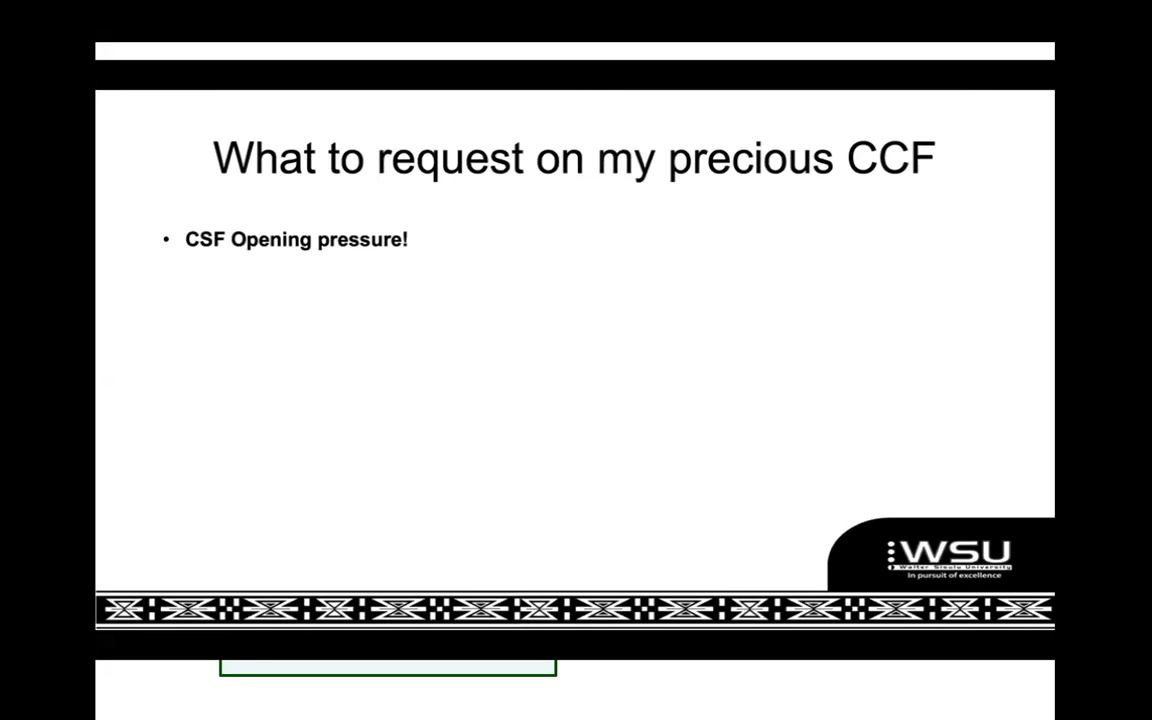 What to request on my precious CCF
• CSF Opening pressure!
WSU
Walter Sisulu University
In pursuit of excellence